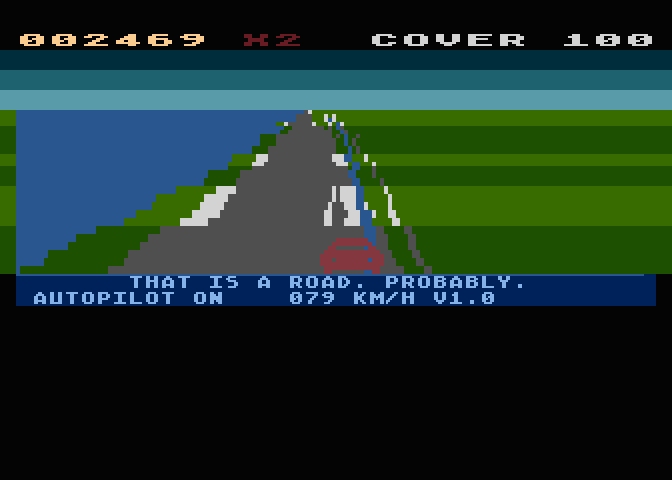 002469 X2 COVER 100
THAT IS A ROAD. PROBABLY.
AUTOPILOT ON 079 KM/H V1.0